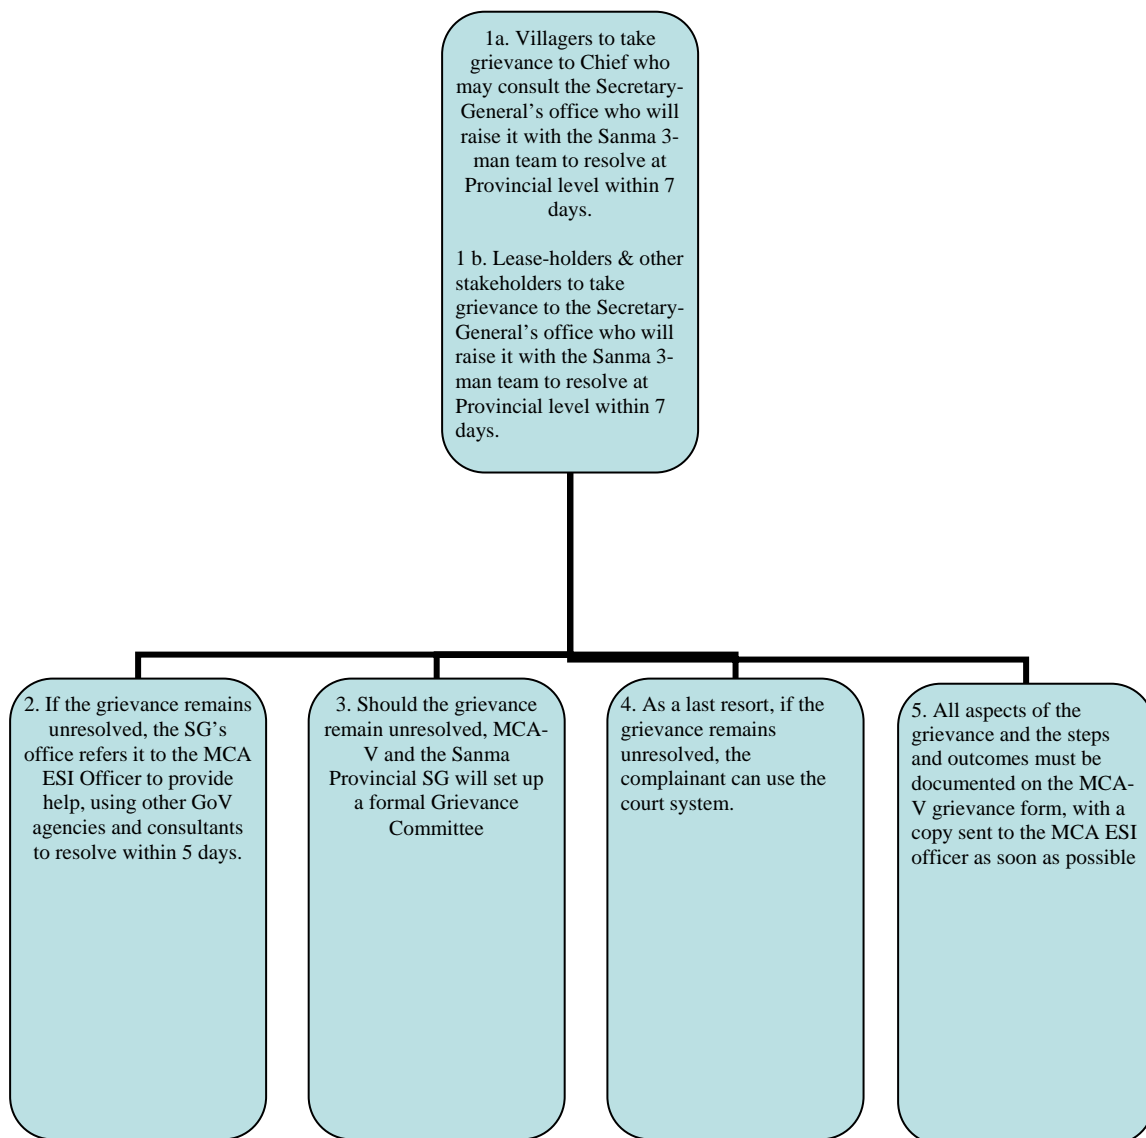 1a. Villagers to take
grievance to Chief who
may consult the Secretary-
General’s office who will
raise it with the Sanma 3-
man team to resolve at
Provincial level within 7
days.
1 b. Lease-holders & other
stakeholders to take
grievance to the Secretary-
General’s office who will
raise it with the Sanma 3-
man team to resolve at
Provincial level within 7
days.
2. If the grievance remains
unresolved, the SG’s
office refers it to the MCA
ESI Officer to provide
help, using other GoV
agencies and consultants
to resolve within 5 days.
3. Should the grievance
remain unresolved, MCA-
V and the Sanma
Provincial SG will set up
a formal Grievance
Committee
4. As a last resort, if the
grievance remains
unresolved, the
complainant can use the
court system.
5. All aspects of the
grievance and the steps
and outcomes must be
documented on the MCA-
V grievance form, with a
copy sent to the MCA ESI
officer as soon as possible